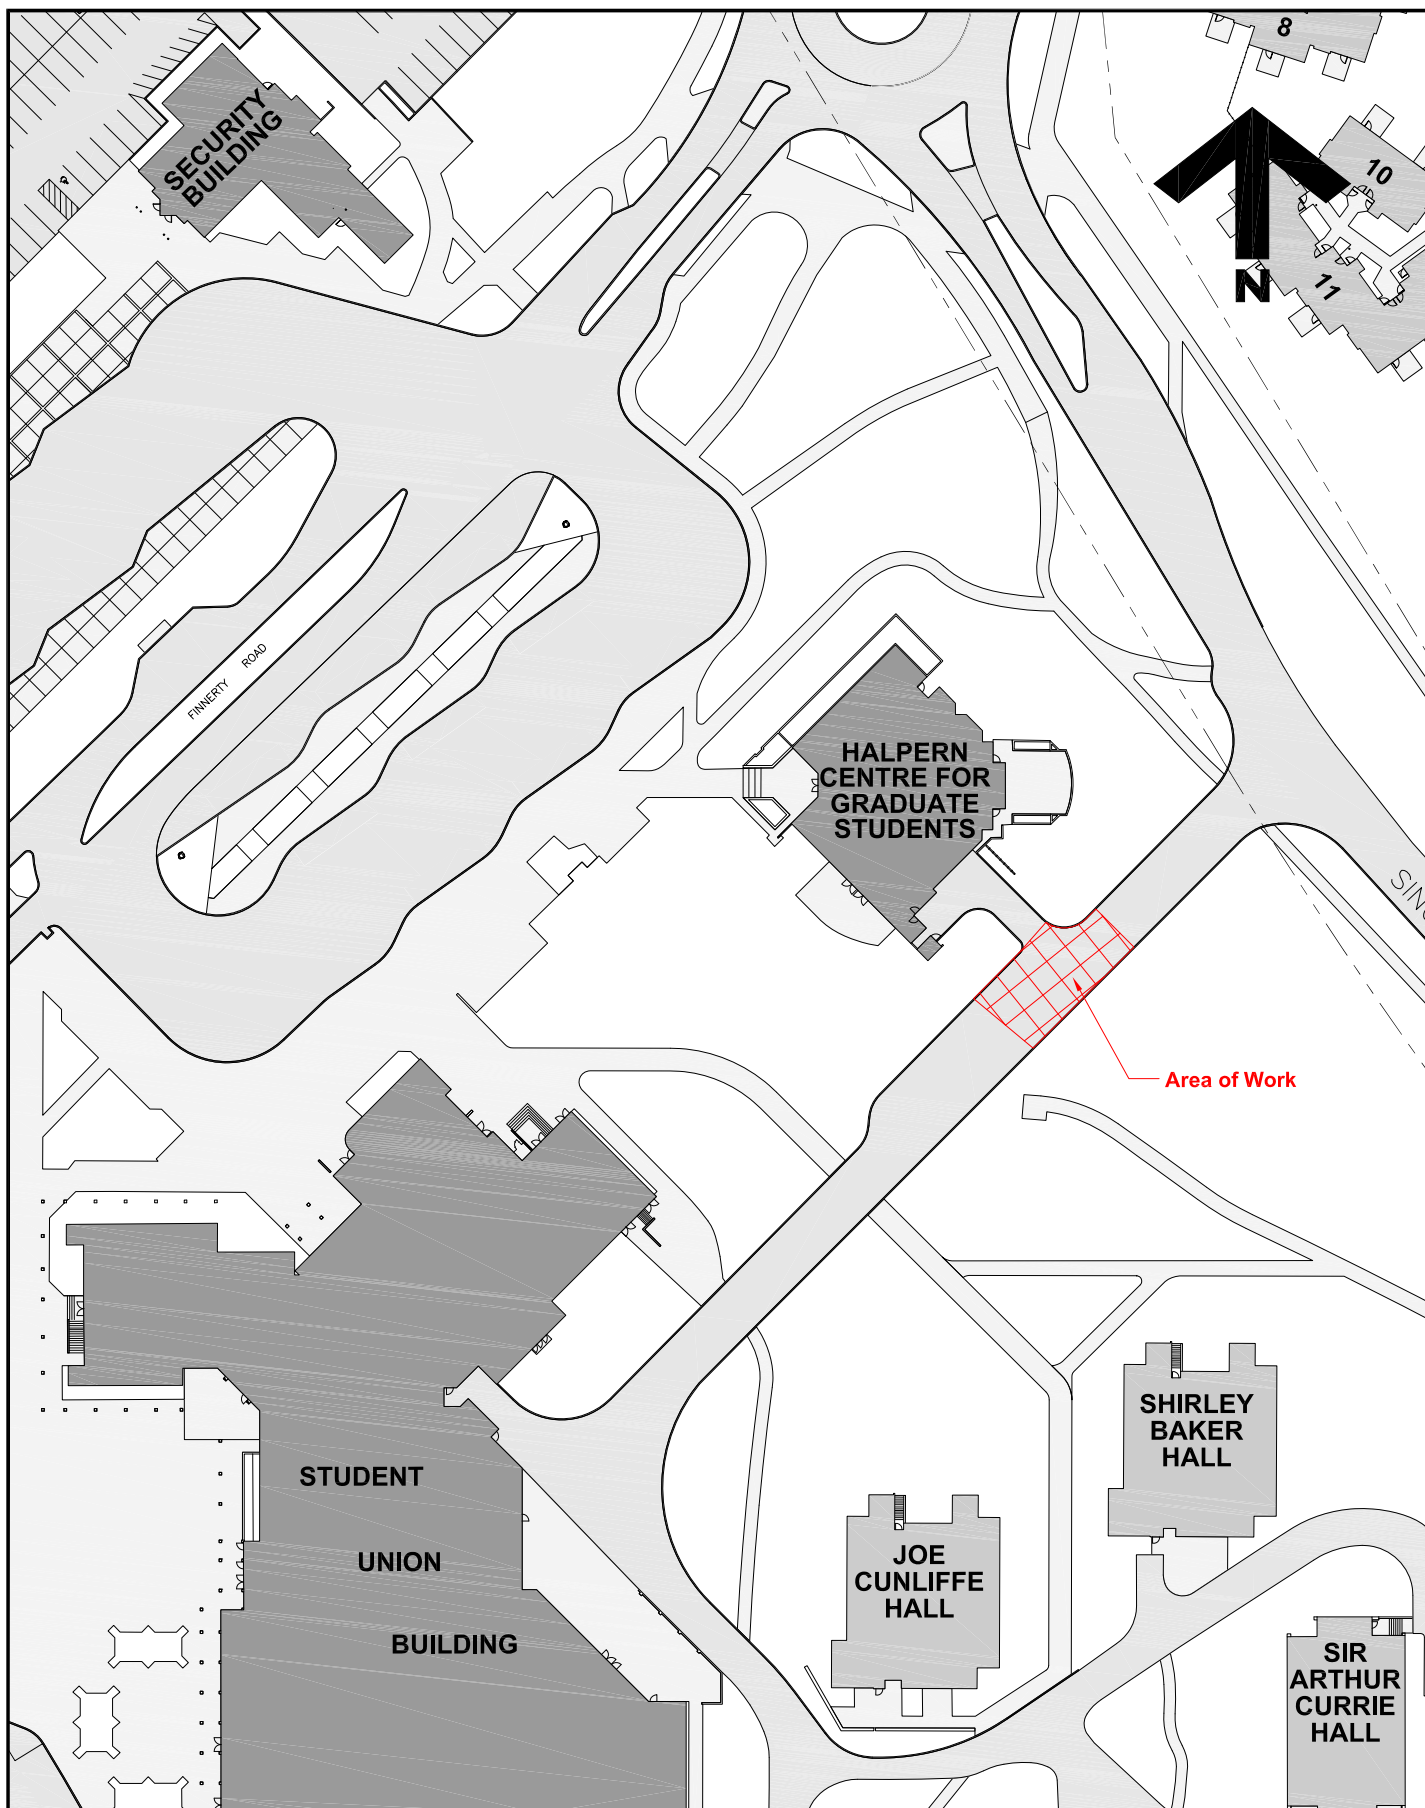 8
SECURITY
BUILDING
10
11
N
FINNERTY ROAD
HALPERN
CENTRE FOR
GRADUATE
STUDENTS
Area of Work
SHIRLEY
BAKER
HALL
STUDENT
UNION
BUILDING
JOE
CUNLIFFE
HALL
SIR
ARTHUR
CURRIE
HALL